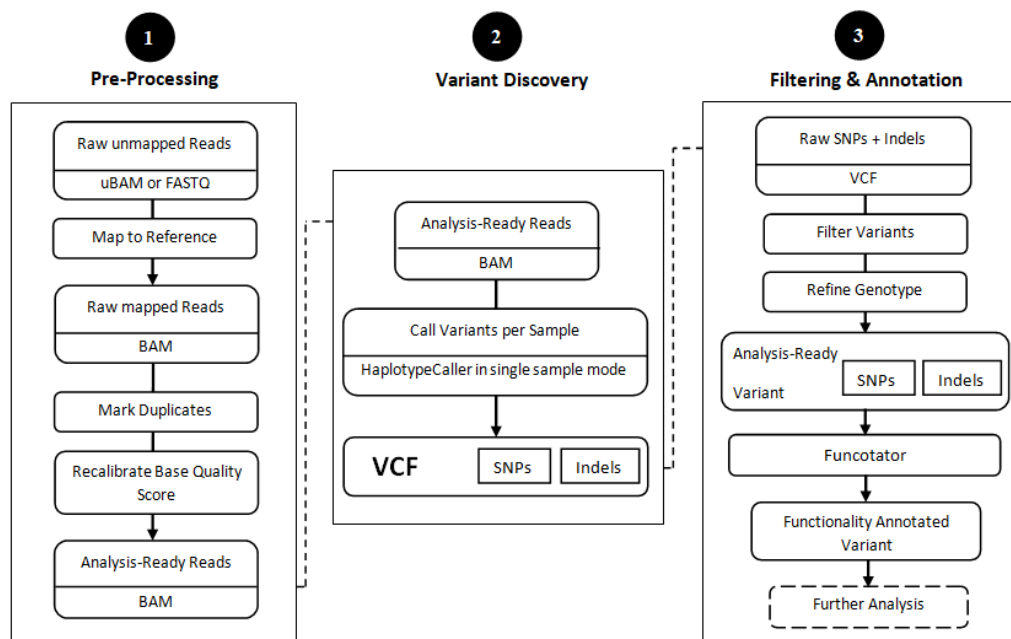 1
Pre-Processing
Raw unmapped Reads
uBAM or FASTQ
Map to Reference
Raw mapped Reads
BAM
Mark Duplicates
Recalibrate Base Quality
Score
Analysis-Ready Reads
BAM
2
Variant Discovery
Analysis-Ready Reads
BAM
Call Variants per Sample
HaplotypeCaller in single sample mode
VCF SNPs Indels
3
Filtering & Annotation
Raw SNPs + Indels
VCF
Filter Variants
Refine Genotype
Analysis-Ready
Variant
SNPs Indels
Funcotator
Functionality Annotated
Variant
Further Analysis